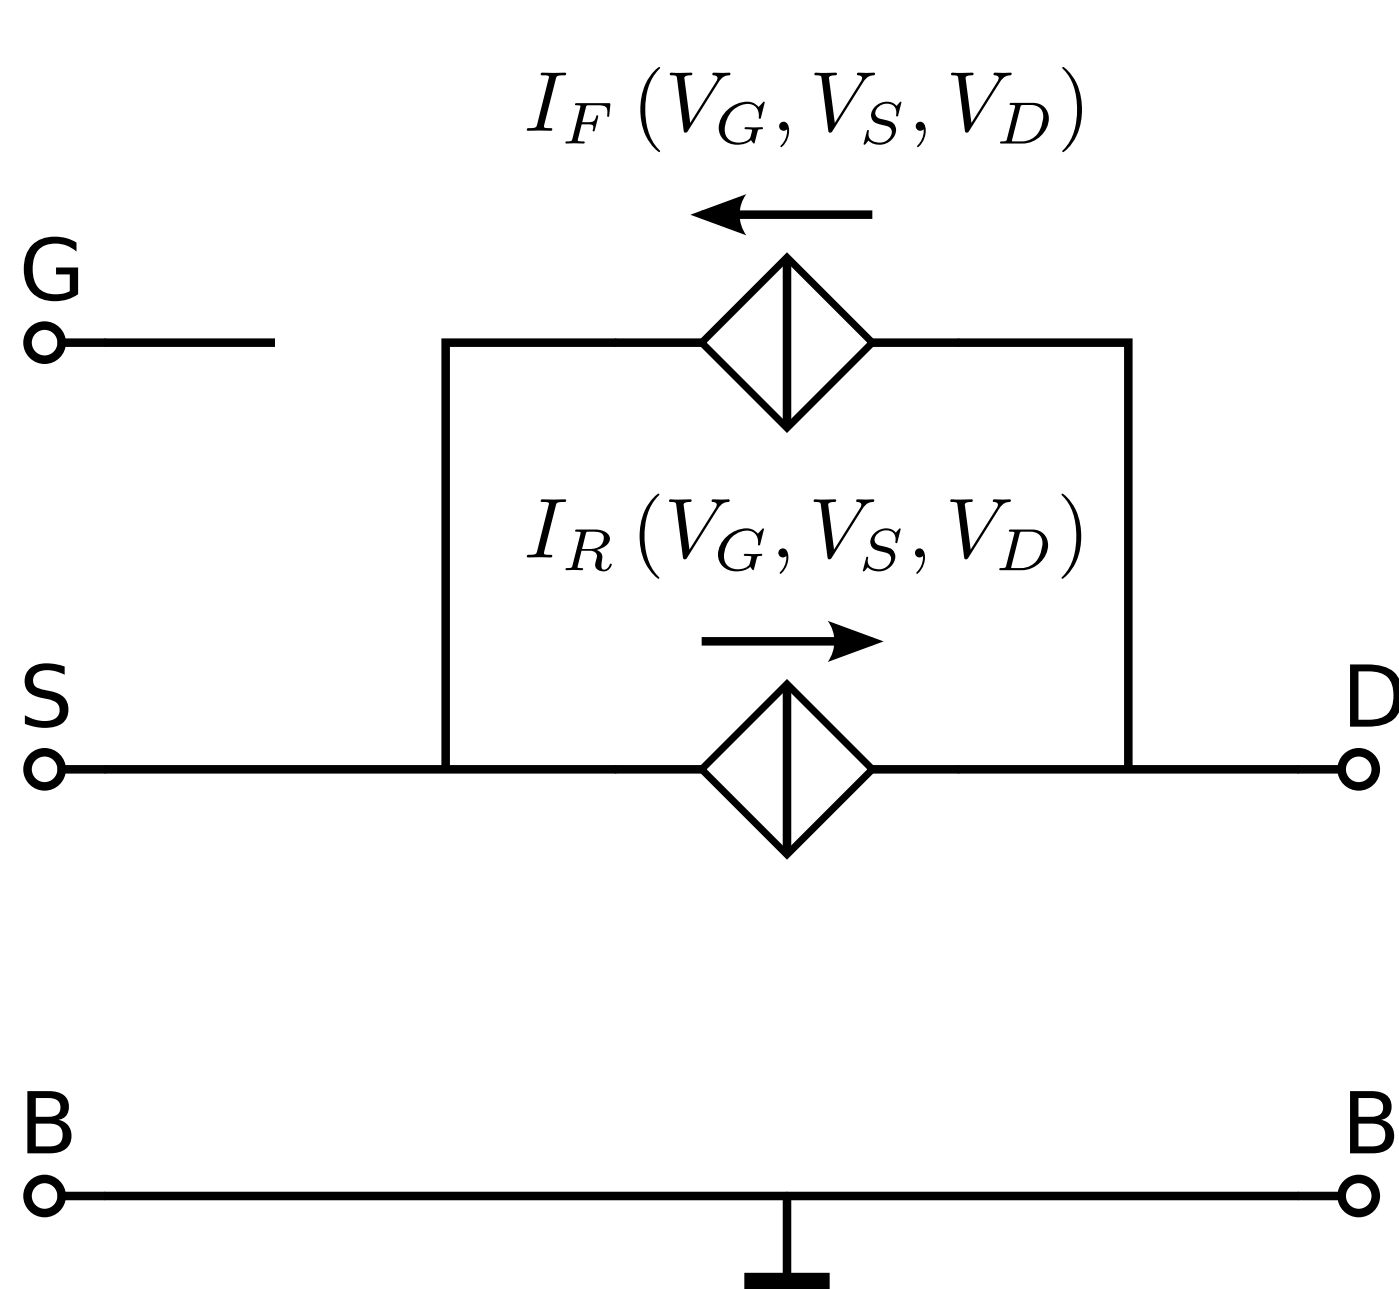 I_F (V_G, V_S, V_D)
G
I_R (V_G, V_S, V_D)
S
D
B
B